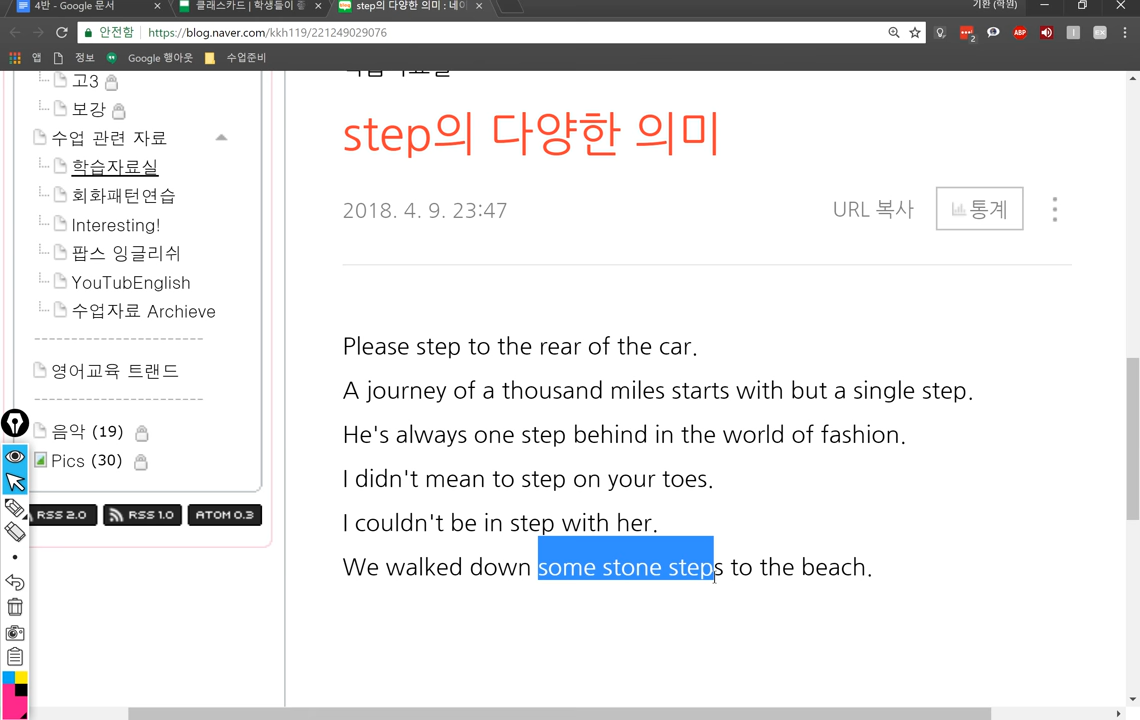 4반 - Google 문서
클래스카드 | 학생들이 좋
step의 다양한 의미 : 네이
기환 (학원)
안전함 https://blog.naver.com/kkh119/221249029076
앱 정보 Google 행아웃 수업준비
고3
보강
수업 관련 자료
학습자료실
회화패턴연습
Interesting!
팝스 잉글리쉬
YouTubEnglish
수업자료 Archieve
영어교육 트랜드
음악 (19)
Pics (30)
RSS 2.0 RSS 1.0 ATOM 0.3
학습자료실
step의 다양한 의미
2018. 4. 9. 23:47
URL 복사 통계
Please step to the rear of the car.
A journey of a thousand miles starts with but a single step.
He's always one step behind in the world of fashion.
I didn't mean to step on your toes.
I couldn't be in step with her.
We walked down some stone steps to the beach.